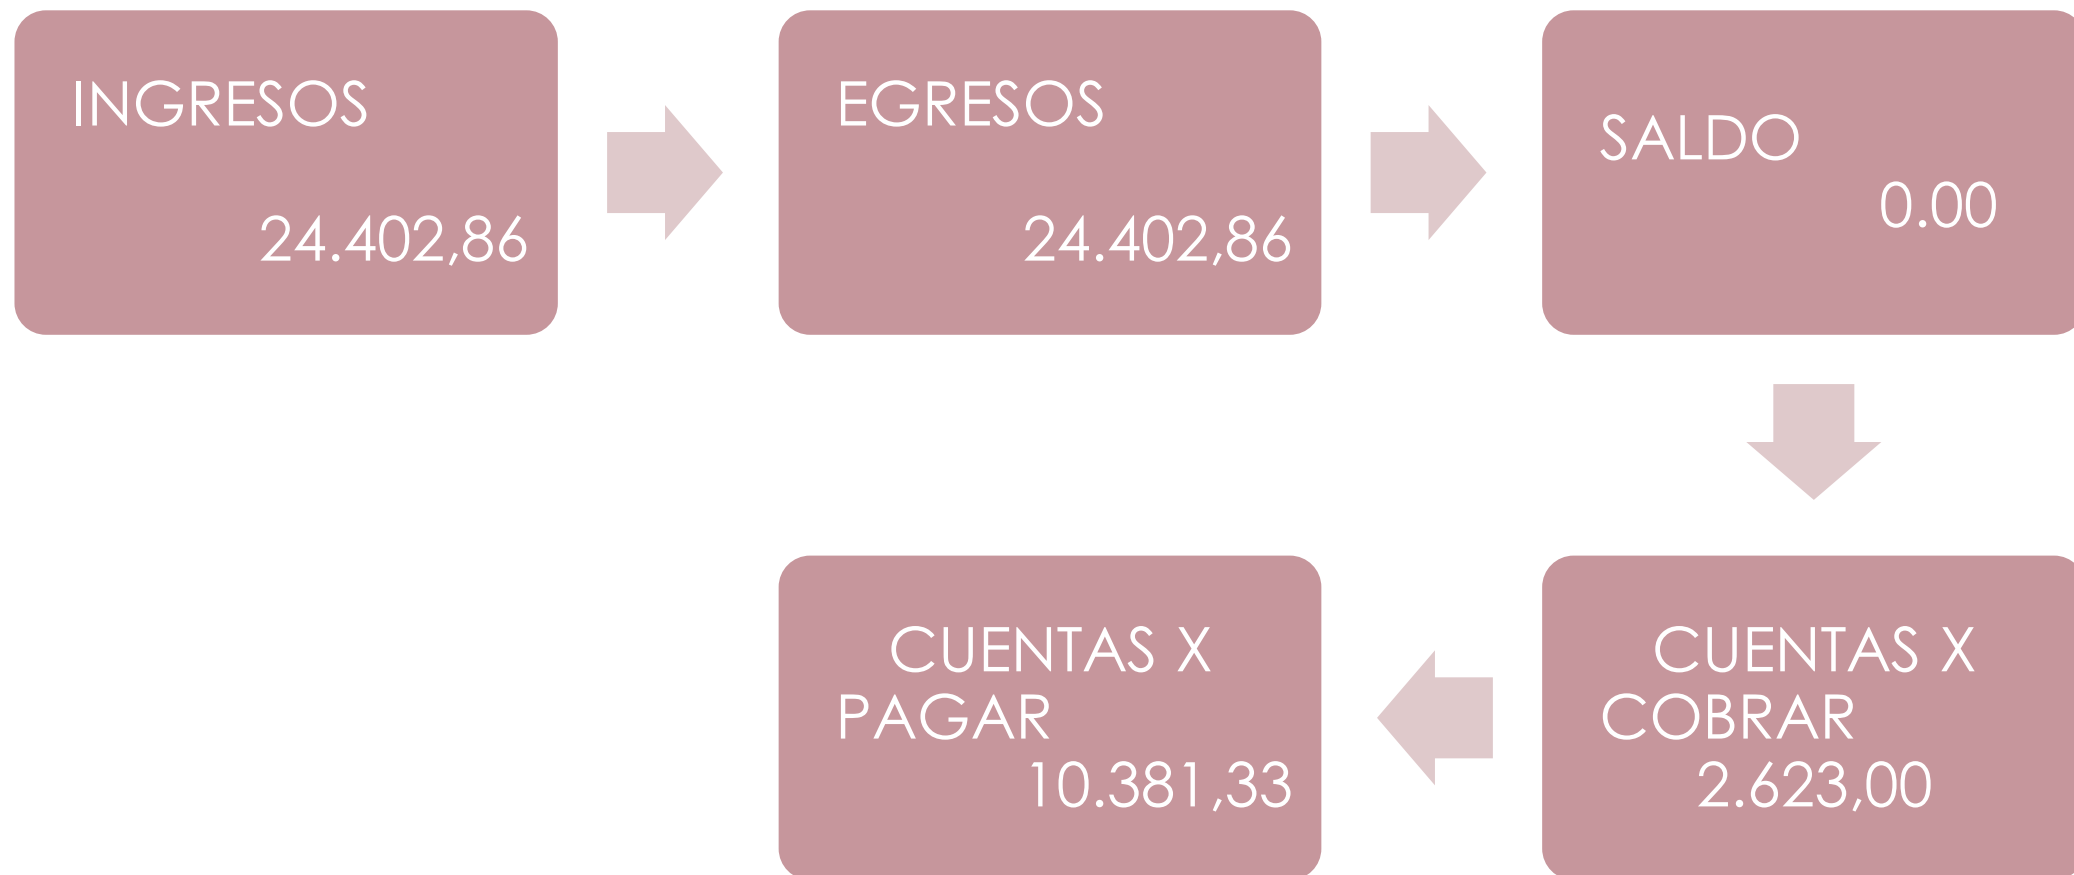 INGRESOS
24.402,86
EGRESOS
24.402,86
SALDO
0.00
CUENTAS X
COBRAR
2.623,00
CUENTAS X
PAGAR
10.381,33